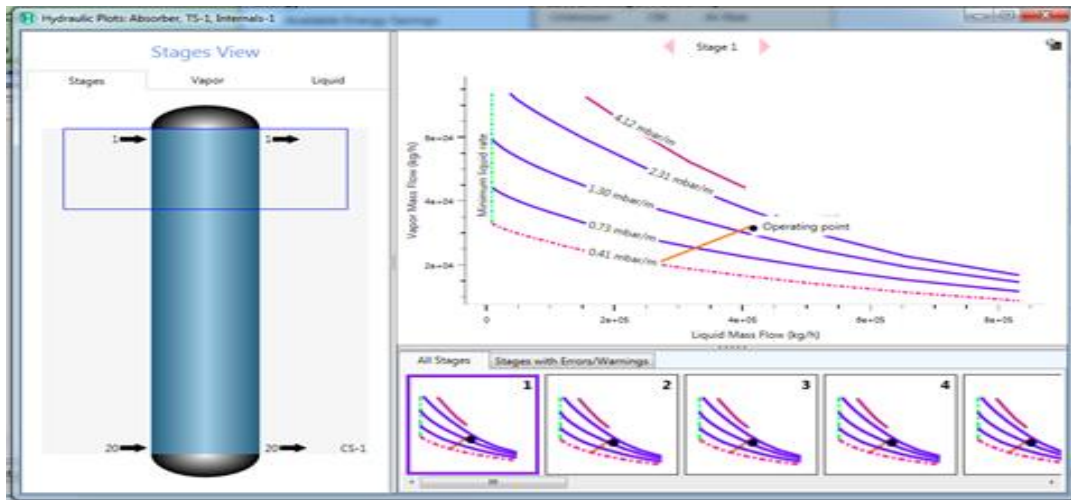 Hydraulic Plots: Absorber, TS-1, Internals-1
Stages View
Stages Vapor Liquid
1 1
20 20 CS-1
Stage 1
4.12 mbar/m
2.31 mbar/m
1.30 mbar/m
0.73 mbar/m
0.41 mbar/m
Operating point
Minimum liquid rate
Vapor Mass Flow (kg/h)
6e+04
4e+04
2e+04
0 2e+05 4e+05 6e+05 8e+05
Liquid Mass Flow (kg/h)
All Stages Stages with Errors/Warnings
1 2 3 4